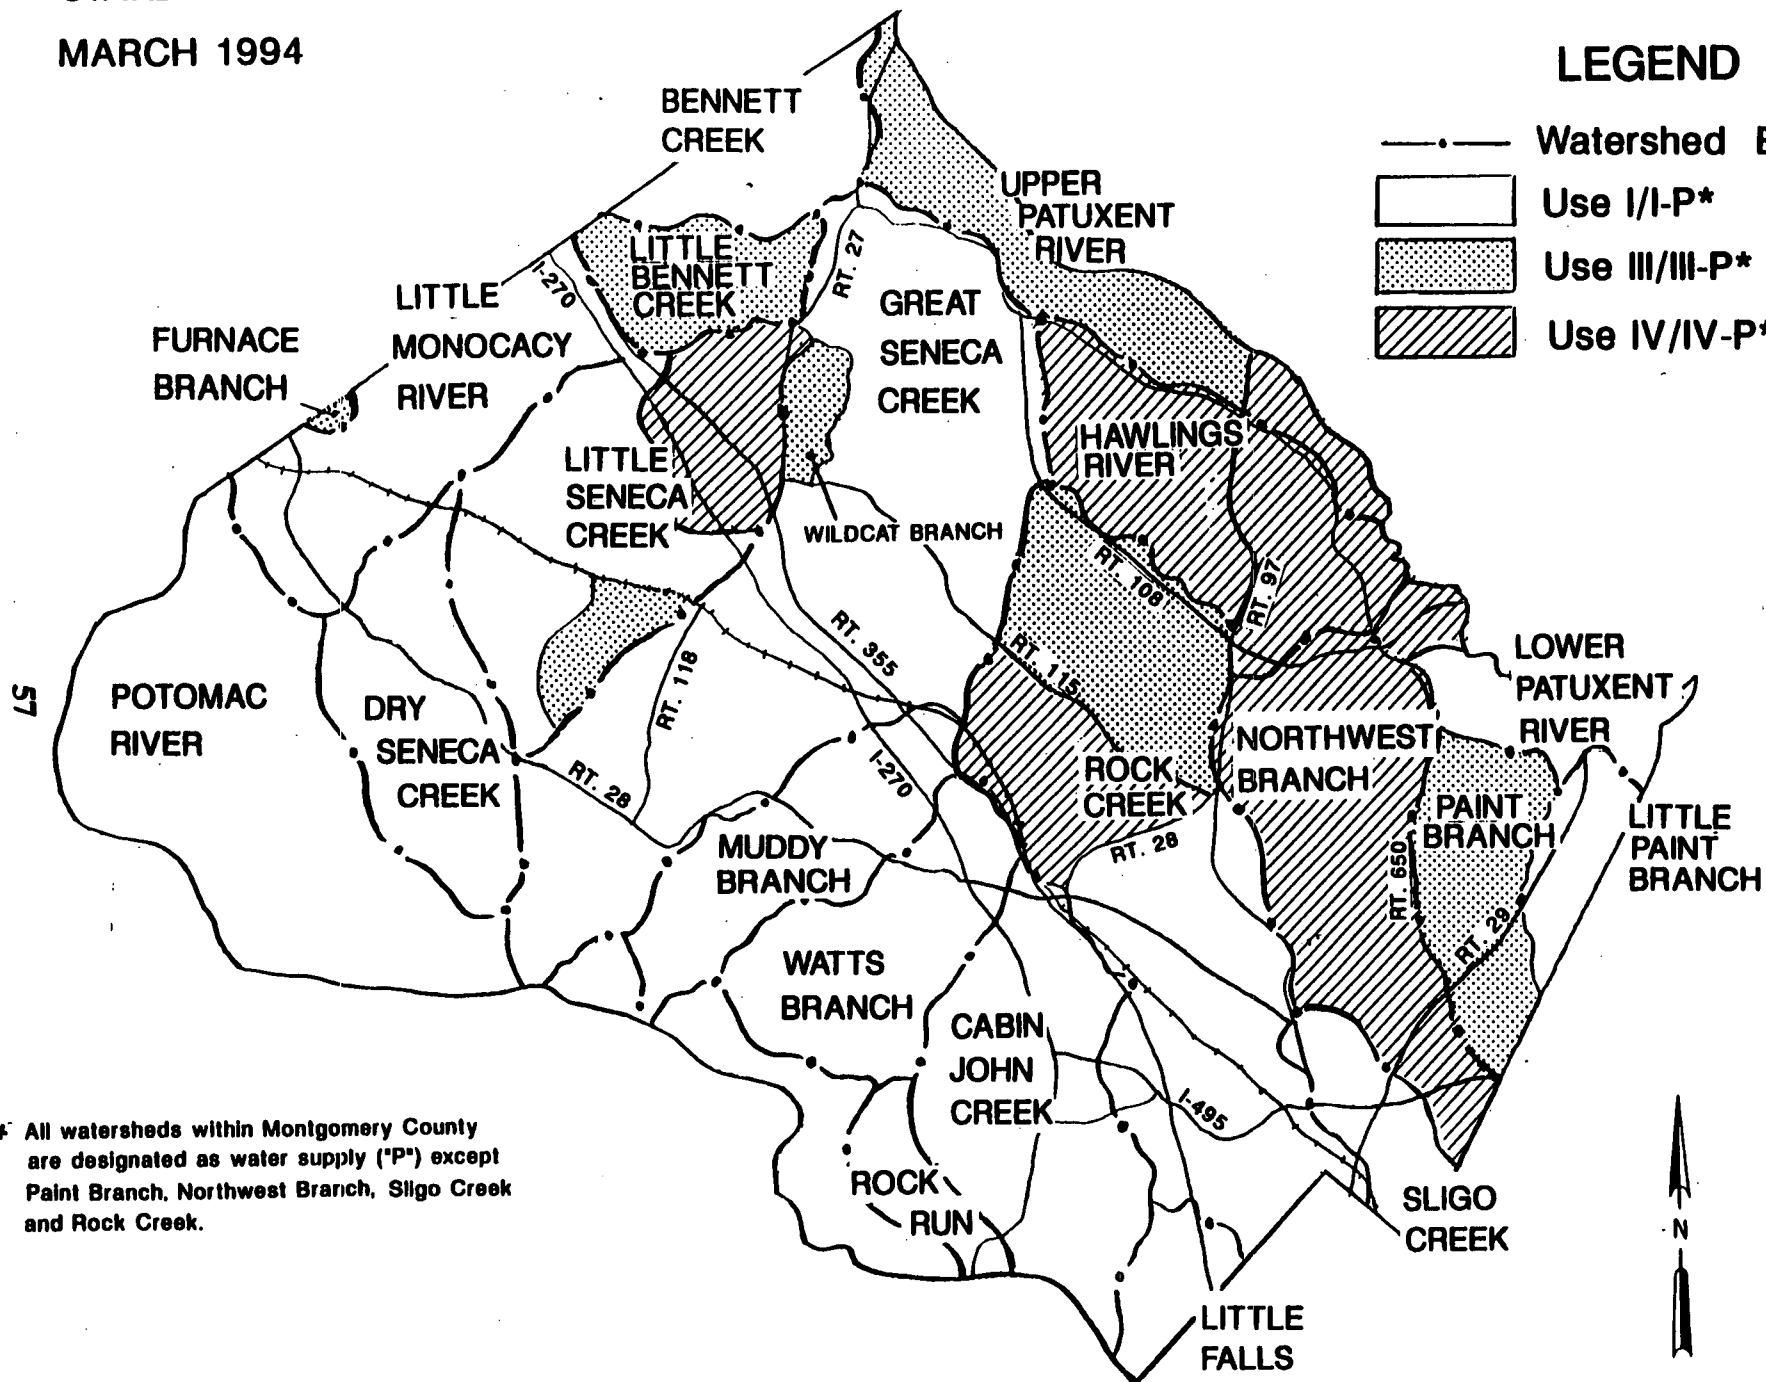 MARCH 1994
LEGEND
Watershed
Use I/I-P*
Use III/III-P*
Use IV/IV-P*
BENNETT
CREEK
UPPER
PATUXENT
RIVER
LITTLE
BENNETT
CREEK
I-270
RT. 27
LITTLE
MONOCACY
RIVER
GREAT
SENECA
CREEK
FURNACE
BRANCH
HAWLINGS
RIVER
LITTLE
SENECA
CREEK
WILDCAT BRANCH
RT. 108
RT. 97
RT. 355
RT. 115
RT. 118
LOWER
PATUXENT
RIVER
POTOMAC
RIVER
DRY
SENECA
CREEK
RT. 28
I-270
ROCK
CREEK
NORTHWEST
BRANCH
PAINT
BRANCH
LITTLE
PAINT
BRANCH
MUDDY
BRANCH
RT. 28
RT. 650
RT. 29
WATTS
BRANCH
CABIN
JOHN
CREEK
I-495
ROCK
RUN
SLIGO
CREEK
LITTLE
FALLS
N
57
* All watersheds within Montgomery County
are designated as water supply ("P") except
Paint Branch, Northwest Branch, Sligo Creek
and Rock Creek.